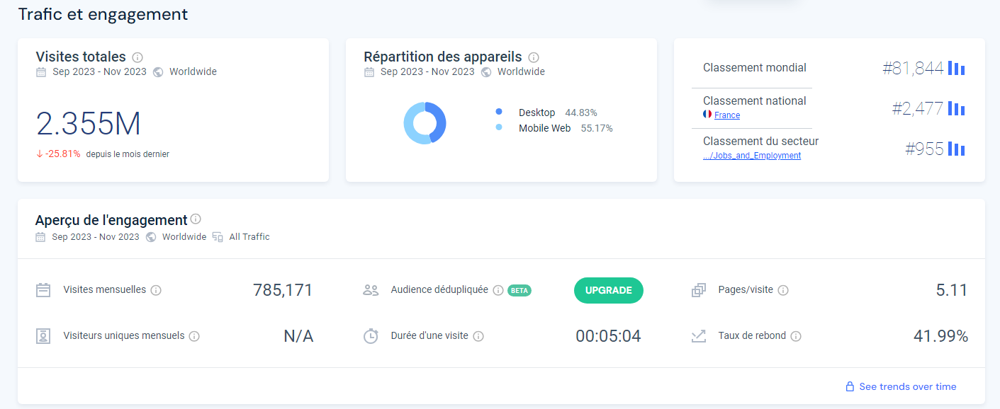 Trafic et engagement
Visites totales
Sep 2023 - Nov 2023 Worldwide
2.355M
-25.81% depuis le mois dernier
Répartition des appareils
Sep 2023 - Nov 2023 Worldwide
Desktop 44.83%
Mobile Web 55.17%
Classement mondial #81,844
Classement national #2,477
France
Classement du secteur #955
.../Jobs_and_Employment
Aperçu de l'engagement
Sep 2023 - Nov 2023 Worldwide All Traffic
Visites mensuelles 785,171
Audience dédupliquée BETA UPGRADE
Pages/visite 5.11
Visiteurs uniques mensuels N/A
Durée d'une visite 00:05:04
Taux de rebond 41.99%
See trends over time